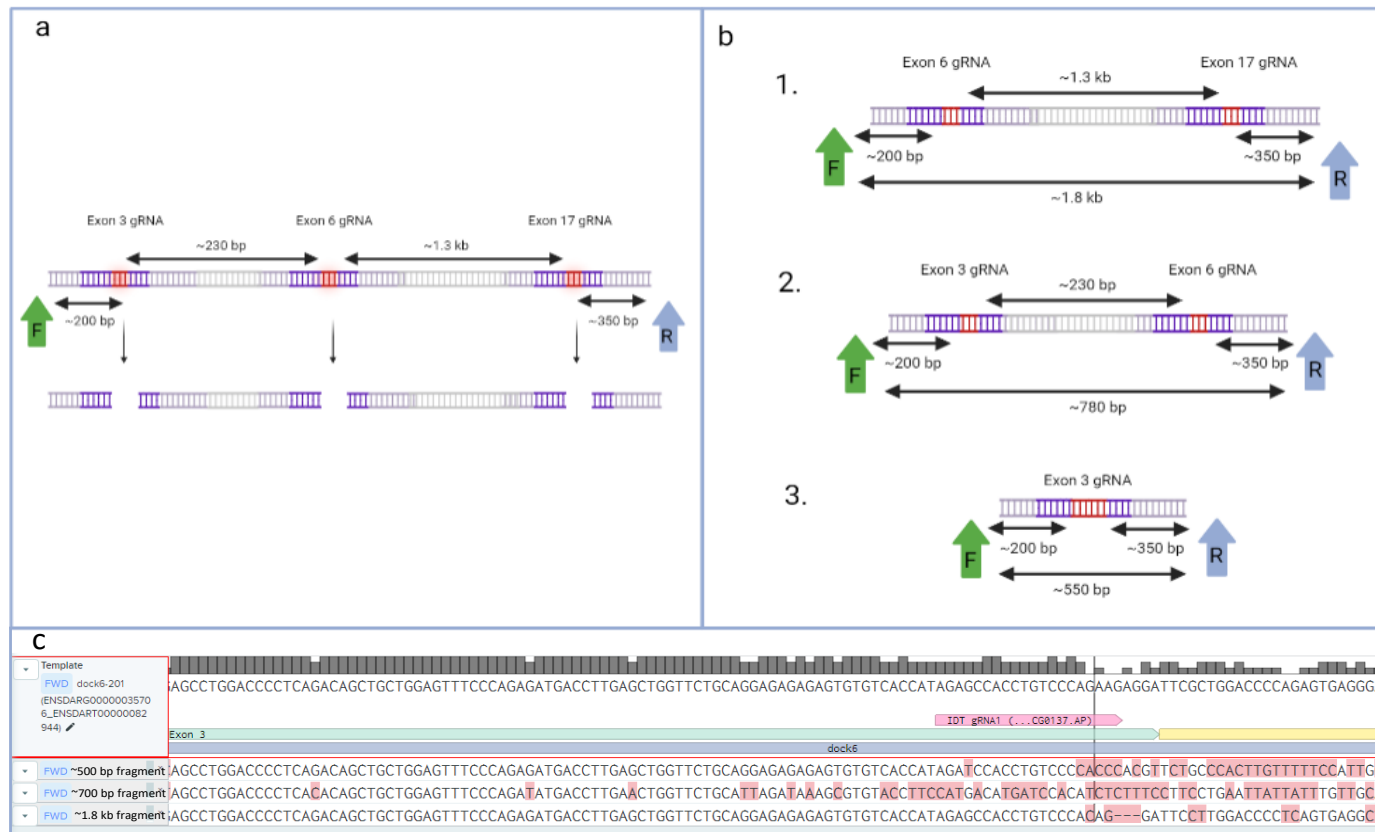 a
Exon 3 gRNA Exon 6 gRNA Exon 17 gRNA
~230 bp ~1.3 kb
F ~200 bp ~350 bp R
b
1.
Exon 6 gRNA Exon 17 gRNA
~1.3 kb
F ~200 bp ~350 bp R
~1.8 kb
2.
Exon 3 gRNA Exon 6 gRNA
~230 bp
F ~200 bp ~350 bp R
~780 bp
3.
Exon 3 gRNA
F ~200 bp ~350 bp R
~550 bp
c
Template
FWD dock6-201
(ENSDARG0000003570
6_ENSDART00000082
944)
AGCCTGGACCCCTCAGACAGCTGCTGGAGTTTCCCAGAGATGACCTTGAGCTGGTTCTGCAGGAGAGAGAGTGTGTCACCATAGAGCCACCTGTCCCAGAAGAGGATTCGCTGGACCCCAGAGTGAGGG
IDT gRNA1 (...CG0137.AP)
Exon 3
dock6
FWD ~500 bp fragment AGCCTGGACCCCTCAGACAGCTGCTGGAGTTTCCCAGAGATGACCTTGAGCTGGTTCTGCAGGAGAGAGAGTGTGTCACCATAGATCCACCTGTCCCCACCCACGTTCTGCCCACTTGTTTTTCCATTG
FWD ~700 bp fragment AGCCTGGACCCCTCACACAGCTGCTGGAGTTTCCCAGATATGACCTTGAACTGGTTCTGCATTAGATAAAGCGTGTACCTTCCATGACATGATCCACATCTCTTTCCTTCCTGAATTATTATTTGTTGC
FWD ~1.8 kb fragment AGCCTGGACCCCTCAGACAGCTGCTGGAGTTTCCCAGAGATGACCTTGAGCTGGTTCTGCAGGAGAGAGAGTGTGTCACCATAGAGCCACCTGTCCCACAG---GATTCCTTGGACCCCTCAGTGAGGC